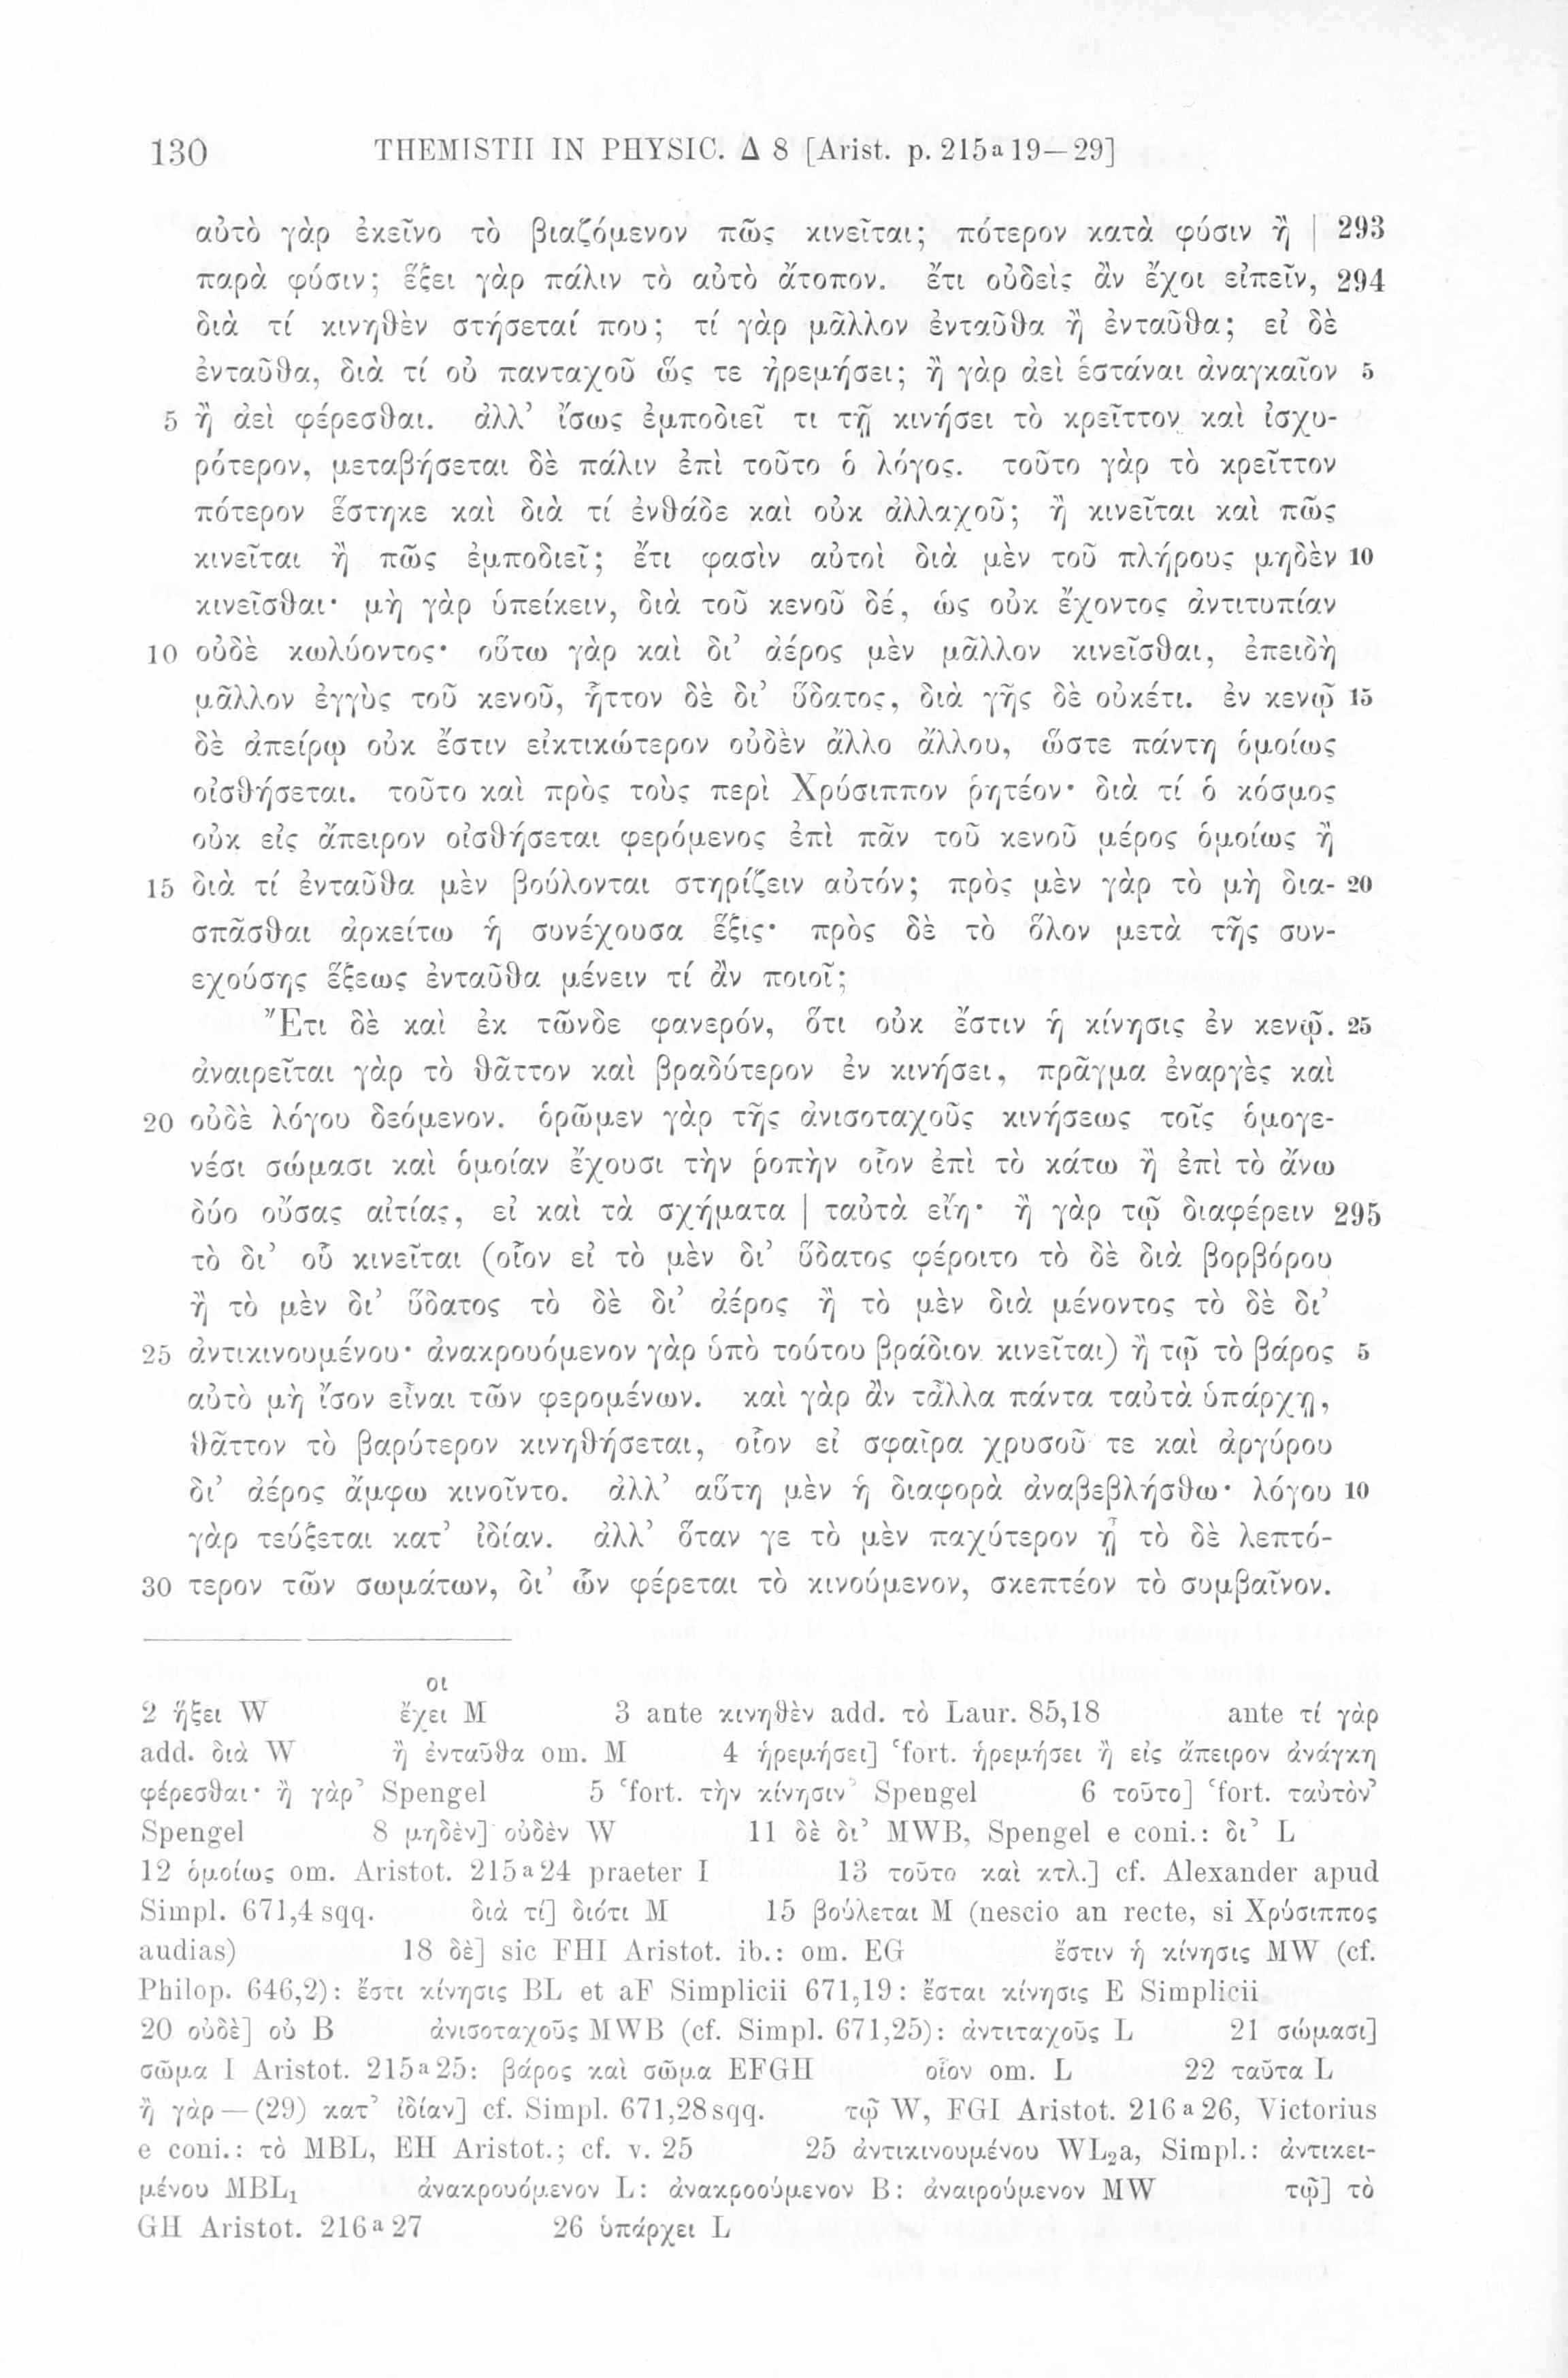 130 THEMISTII IN PHYSIC. Δ 8 [Arist. p. 215a19—29]
αὐτὸ γὰρ ἐκεῖνο τὸ βιαζόμενον πῶς κινεῖται; πότερον κατὰ φύσιν ἢ | 293
παρὰ φύσιν; ἕξει γὰρ πάλιν τὸ αὐτὸ ἄτοπον. ἔτι οὐδεὶς ἂν ἔχοι εἰπεῖν, 294
διὰ τί κινηθὲν στήσεταί που; τί γὰρ μᾶλλον ἐνταῦθα ἢ ἐνταῦθα; εἰ δὲ
ἐνταῦθα, διὰ τί οὐ πανταχοῦ ὥς τε ἠρεμήσει; ἢ γὰρ ἀεὶ ἑστάναι ἀναγκαῖον 5
5 ἢ ἀεὶ φέρεσθαι. ἀλλ’ ἴσως ἐμποδιεῖ τι τῇ κινήσει τὸ κρεῖττον καὶ ἰσχυ-
ρότερον, μεταβήσεται δὲ πάλιν ἐπὶ τοῦτο ὁ λόγος. τοῦτο γὰρ τὸ κρεῖττον
πότερον ἕστηκε καὶ διὰ τί ἐνθάδε καὶ οὐκ ἀλλαχοῦ; ἢ κινεῖται καὶ πῶς
κινεῖται ἢ πῶς ἐμποδιεῖ; ἔτι φασὶν αὐτοὶ διὰ μὲν τοῦ πλήρους μηδὲν 10
κινεῖσθαι· μὴ γὰρ ὑπείκειν, διὰ τοῦ κενοῦ δέ, ὡς οὐκ ἔχοντος ἀντιτυπίαν
10 οὐδὲ κωλύοντος· οὕτω γὰρ καὶ δι’ ἀέρος μὲν μᾶλλον κινεῖσθαι, ἐπειδὴ
μᾶλλον ἐγγὺς τοῦ κενοῦ, ἧττον δὲ δι’ ὕδατος, διὰ γῆς δὲ οὐκέτι. ἐν κενῷ 15
δὲ ἀπείρῳ οὐκ ἔστιν εἰκτικώτερον οὐδὲν ἄλλο ἄλλου, ὥστε πάντη ὁμοίως
οἰσθήσεται. τοῦτο καὶ πρὸς τοὺς περὶ Χρύσιππον ῥητέον· διὰ τί ὁ κόσμος
οὐκ εἰς ἄπειρον οἰσθήσεται φερόμενος ἐπὶ πᾶν τοῦ κενοῦ μέρος ὁμοίως ἢ
15 διὰ τί ἐνταῦθα μὲν βούλονται στηρίζειν αὐτόν; πρὸς μὲν γὰρ τὸ μὴ δια- 20
σπᾶσθαι ἀρκείτω ἡ συνέχουσα ἕξις· πρὸς δὲ τὸ ὅλον μετὰ τῆς συν-
εχούσης ἕξεως ἐνταῦθα μένειν τί ἂν ποιοῖ;
Ἔτι δὲ καὶ ἐκ τῶνδε φανερόν, ὅτι οὐκ ἔστιν ἡ κίνησις ἐν κενῷ. 25
ἀναιρεῖται γὰρ τὸ θᾶττον καὶ βραδύτερον ἐν κινήσει, πρᾶγμα ἐναργὲς καὶ
20 οὐδὲ λόγου δεόμενον. ὁρῶμεν γὰρ τῆς ἀνισοταχοῦς κινήσεως τοῖς ὁμογε-
νέσι σώμασι καὶ ὁμοίαν ἔχουσι τὴν ῥοπὴν οἷον ἐπὶ τὸ κάτω ἢ ἐπὶ τὸ ἄνω
δύο οὔσας αἰτίας, εἰ καὶ τὰ σχήματα | ταὐτὰ εἴη· ἢ γὰρ τῷ διαφέρειν 295
τὸ δι’ οὗ κινεῖται (οἷον εἰ τὸ μὲν δι’ ὕδατος φέροιτο τὸ δὲ διὰ βορβόρου
ἢ τὸ μὲν δι’ ὕδατος τὸ δὲ δι’ ἀέρος ἢ τὸ μὲν διὰ μένοντος τὸ δὲ δι’
25 ἀντικινουμένου· ἀνακρουόμενον γὰρ ὑπὸ τούτου βράδιον κινεῖται) ἢ τῷ τὸ βάρος 5
αὐτὸ μὴ ἴσον εἶναι τῶν φερομένων. καὶ γὰρ ἂν τἆλλα πάντα ταὐτὰ ὑπάρχῃ,
θᾶττον τὸ βαρύτερον κινηθήσεται, οἷον εἰ σφαῖρα χρυσοῦ τε καὶ ἀργύρου
δι’ ἀέρος ἄμφω κινοῖντο. ἀλλ’ αὕτη μὲν ἡ διαφορὰ ἀναβεβλήσθω· λόγου 10
γὰρ τεύξεται κατ’ ἰδίαν. ἀλλ’ ὅταν γε τὸ μὲν παχύτερον ᾖ τὸ δὲ λεπτό-
30 τερον τῶν σωμάτων, δι’ ὧν φέρεται τὸ κινούμενον, σκεπτέον τὸ συμβαῖνον.
οι
2 ἥξει W ἔχει M 3 ante κινηθὲν add. τὸ Laur. 85,18 ante τί γὰρ
add. διὰ W ἢ ἐνταῦθα om. M 4 ἠρεμήσει] ‘fort. ἠρεμήσει ἢ εἰς ἄπειρον ἀνάγκη
φέρεσθαι· ἢ γὰρ’ Spengel 5 ‘fort. τὴν κίνησιν’ Spengel 6 τοῦτο] ‘fort. ταὐτὸν’
Spengel 8 μηδὲν] οὐδὲν W 11 δὲ δι’ MWB, Spengel e coni.: δι’ L
12 ὁμοίως om. Aristot. 215a24 praeter I 13 τοῦτο καὶ κτλ.] cf. Alexander apud
Simpl. 671,4 sqq. διὰ τί] διότι M 15 βούλεται M (nescio an recte, si Χρύσιππος
audias) 18 δὲ] sic FHI Aristot. ib.: om. EG ἔστιν ἡ κίνησις MW (cf.
Philop. 646,2): ἔστι κίνησις BL et aF Simplicii 671,19: ἔσται κίνησις E Simplicii
20 οὐδὲ] οὐ B ἀνισοταχοῦς MWB (cf. Simpl. 671,25): ἀντιταχοῦς L 21 σώμασι]
σῶμα I Aristot. 215a25: βάρος καὶ σῶμα EFGH οἷον om. L 22 ταῦτα L
ἢ γὰρ — (29) κατ’ ἰδίαν] cf. Simpl. 671,28 sqq. τῷ W, FGI Aristot. 216a26, Victorius
e coni.: τὸ MBL, EH Aristot.; cf. v. 25 25 ἀντικινουμένου WL2a, Simpl.: ἀντικει-
μένου MBL1 ἀνακρουόμενον L: ἀνακροούμενον B: ἀναιρούμενον MW τῷ] τὸ
GH Aristot. 216a27 26 ὑπάρχει L